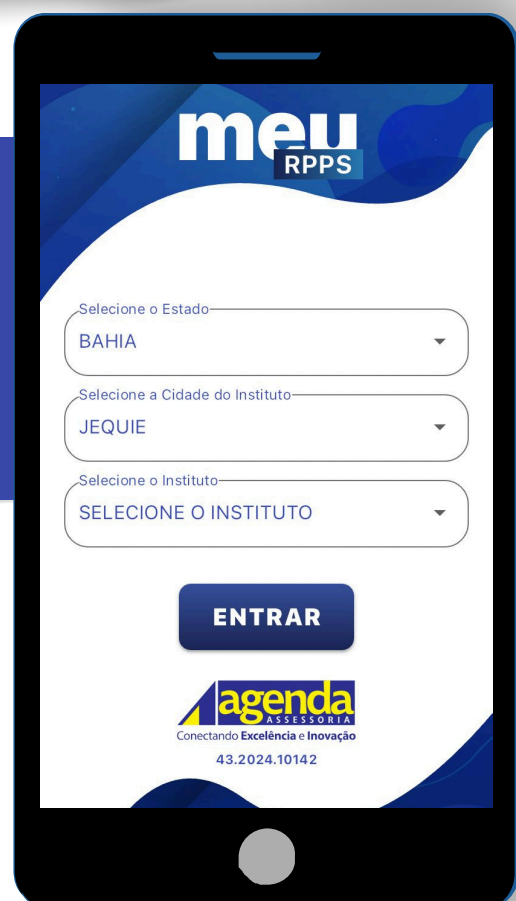 meu
RPPS
Selecione o Estado
BAHIA
Selecione a Cidade do Instituto
JEQUIE
Selecione o Instituto
SELECIONE O INSTITUTO
ENTRAR
agenda
ASSESSORIA
Conectando Excelência e Inovação
43.2024.10142